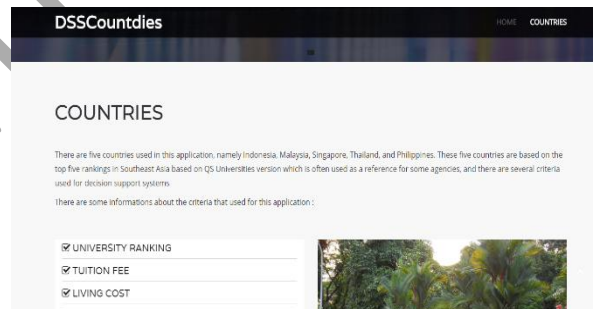 DSSCountdies
HOME COUNTRIES
COUNTRIES
There are five countries used in this application, namely Indonesia, Malaysia, Singapore, Thailand, and Philippines. These five countries are based on the
top five rankings in Southeast Asia based on QS Universities version which is often used as a reference for some agencies, and there are several criteria
used for decision support systems
There are some informations about the criteria that used for this application :
UNIVERSITY RANKING
TUITION FEE
LIVING COST